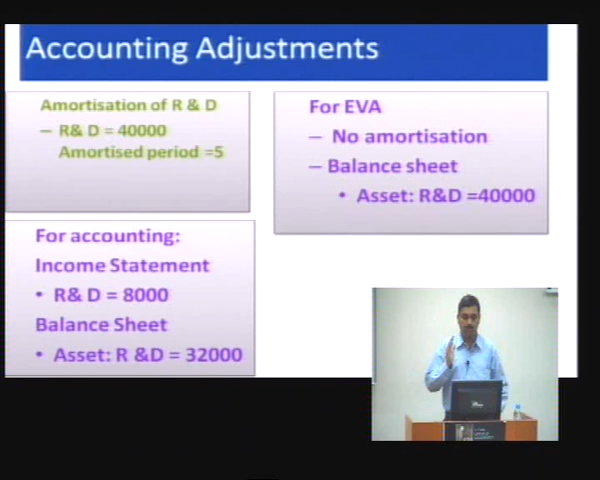 Accounting Adjustments
Amortisation of R & D
– R& D = 40000
Amortised period =5
For EVA
– No amortisation
– Balance sheet
• Asset: R&D =40000
For accounting:
Income Statement
• R& D = 8000
Balance Sheet
• Asset: R &D = 32000